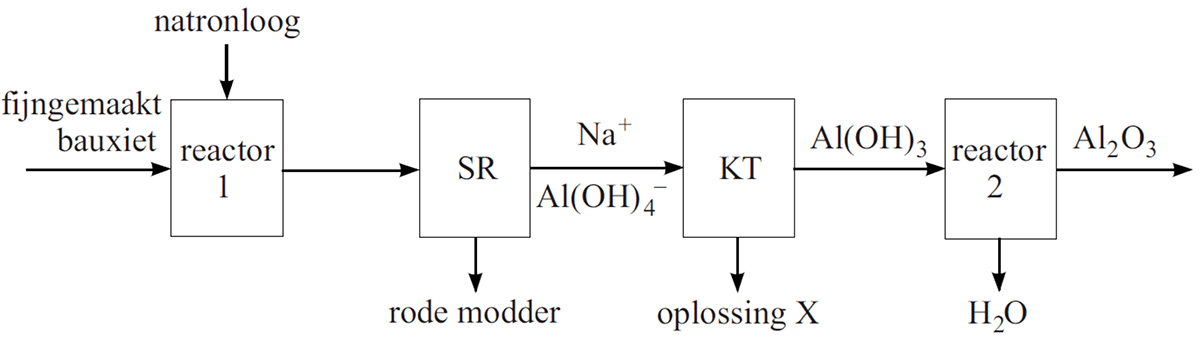 natronloog
fijngemaakt
bauxiet
reactor
1
SR
Na⁺
Al(OH)₄⁻
KT
Al(OH)₃
reactor
2
Al₂O₃
rode modder
oplossing X
H₂O